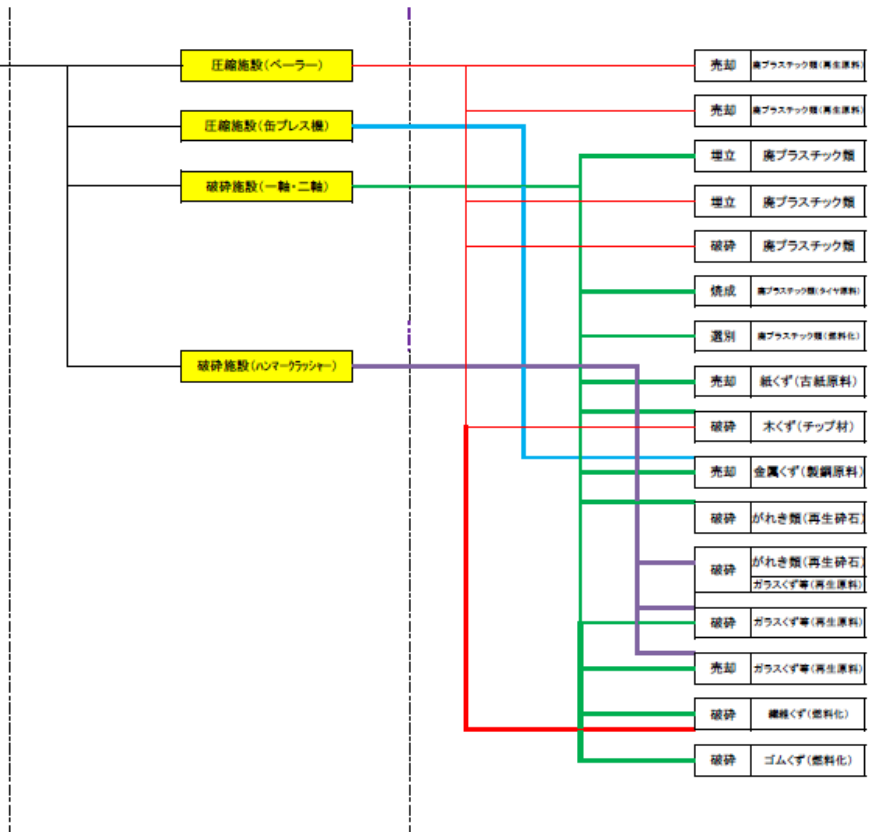 圧縮施設(ベーラー)
圧縮施設(缶プレス機)
破砕施設(一軸・二軸)
破砕施設(ハンマークラッシャー)
売却 廃プラスチック類(再生原料)
売却 廃プラスチック類(再生原料)
埋立 廃プラスチック類
埋立 廃プラスチック類
破砕 廃プラスチック類
焼成 廃プラスチック類(タイヤ原料)
選別 廃プラスチック類(燃料化)
売却 紙くず(古紙原料)
破砕 木くず(チップ材)
売却 金属くず(製鋼原料)
破砕 がれき類(再生砕石)
破砕 がれき類(再生砕石)
ガラスくず等(再生原料)
破砕 ガラスくず等(再生原料)
売却 ガラスくず等(再生原料)
破砕 繊維くず(燃料化)
破砕 ゴムくず(燃料化)